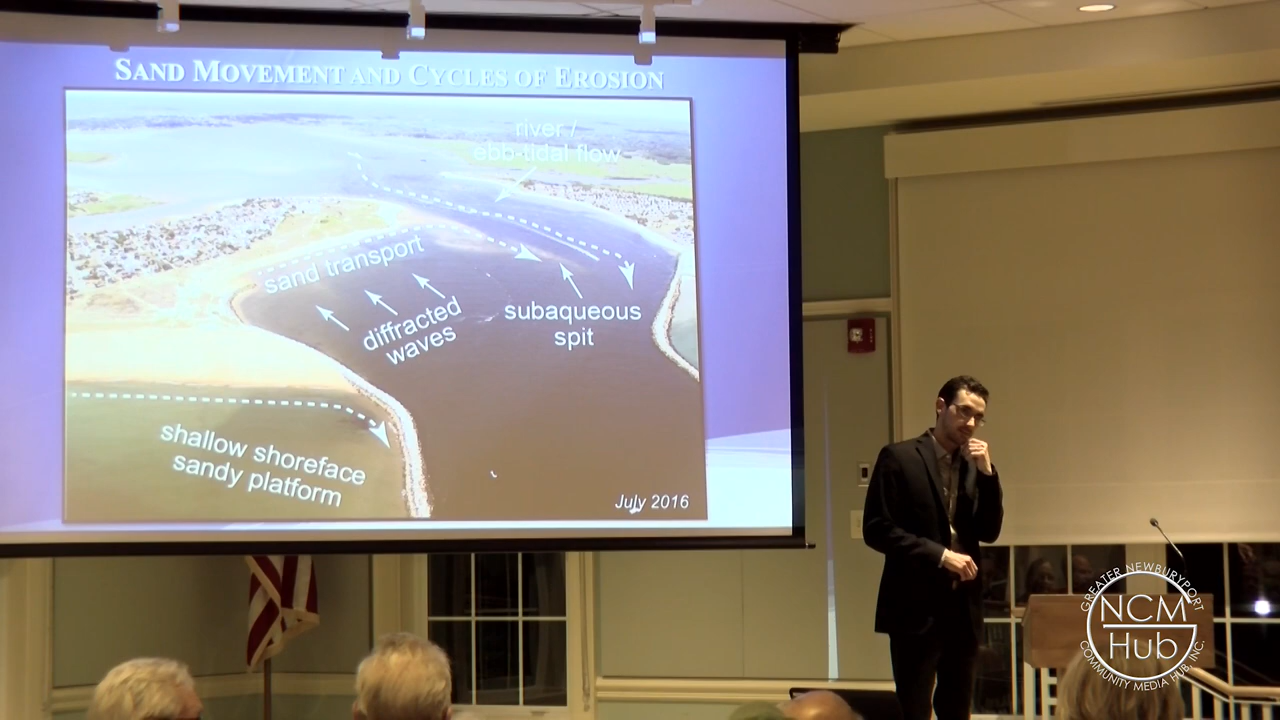 SAND MOVEMENT AND CYCLES OF EROSION
river /
ebb-tidal flow
sand transport
diffracted
waves
subaqueous
spit
shallow shoreface
sandy platform
July 2016
GREATER NEWBURYPORT
NCM
Hub
COMMUNITY MEDIA HUB, INC.